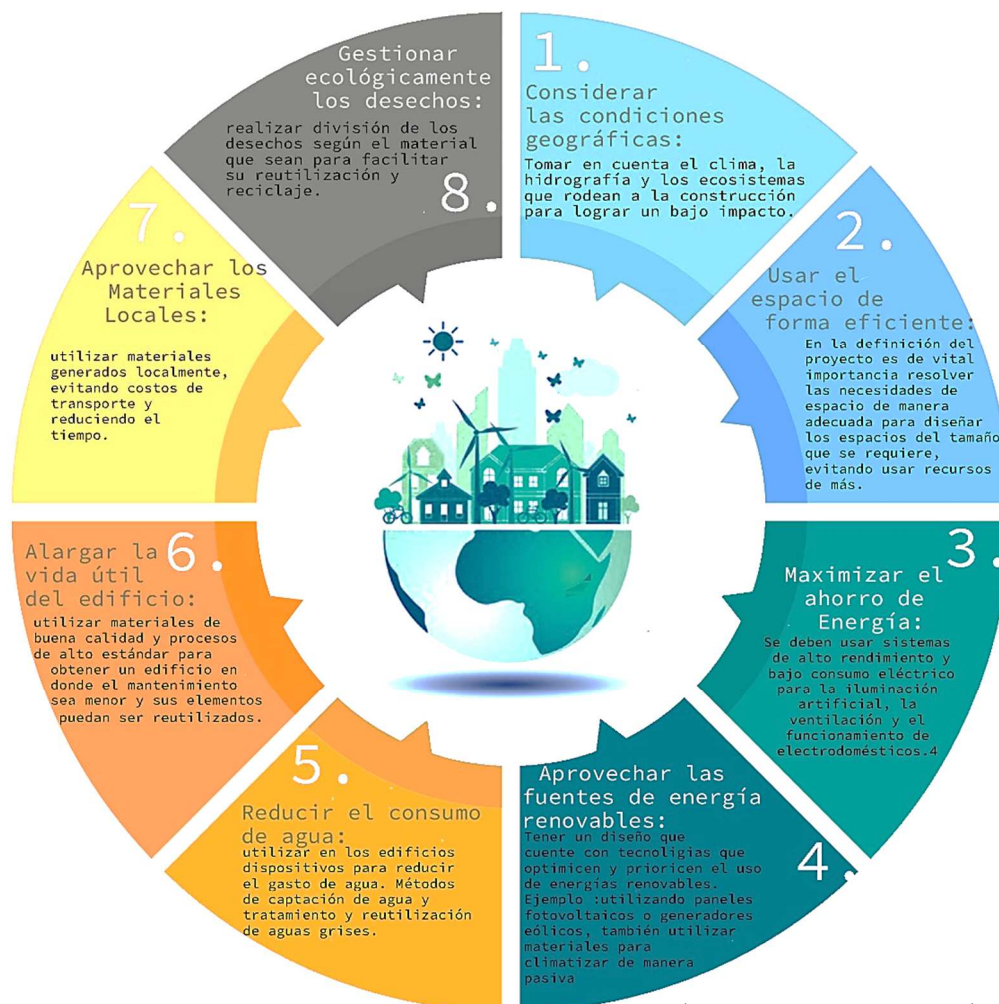 1.
Considerar
las condiciones
geográficas:
Tomar en cuenta el clima, la
hidrografía y los ecosistemas
que rodean a la construcción
para lograr un bajo impacto.
2.
Usar el
espacio de
forma eficiente:
En la definición del
proyecto es de vital
importancia resolver
las necesidades de
espacio de manera
adecuada para diseñar
los espacios del tamaño
que se requiere,
evitando usar recursos
de más.
3.
Maximizar el
ahorro de
Energía:
Se deben usar sistemas
de alto rendimiento y
bajo consumo eléctrico
para la iluminación
artificial, la
ventilación y el
funcionamiento de
electrodomésticos.4
4.
Aprovechar las
fuentes de energía
renovables:
Tener un diseño que
cuente con tecnoligias que
optimicen y prioricen el uso
de energías renovables.
Ejemplo :utilizando paneles
fotovoltaicos o generadores
eólicos, también utilizar
materiales para
climatizar de manera
pasiva
5.
Reducir el consumo
de agua:
utilizar en los edificios
dispositivos para reducir
el gasto de agua. Métodos
de captación de agua y
tratamiento y reutilización
de aguas grises.
6.
Alargar la
vida útil
del edificio:
utilizar materiales de
buena calidad y procesos
de alto estándar para
obtener un edificio en
donde el mantenimiento
sea menor y sus elementos
puedan ser reutilizados.
7.
Aprovechar los
Materiales
Locales:
utilizar materiales
generados localmente,
evitando costos de
transporte y
reduciendo el
tiempo.
8.
Gestionar
ecológicamente
los desechos:
realizar división de los
desechos según el material
que sean para facilitar
su reutilización y
reciclaje.